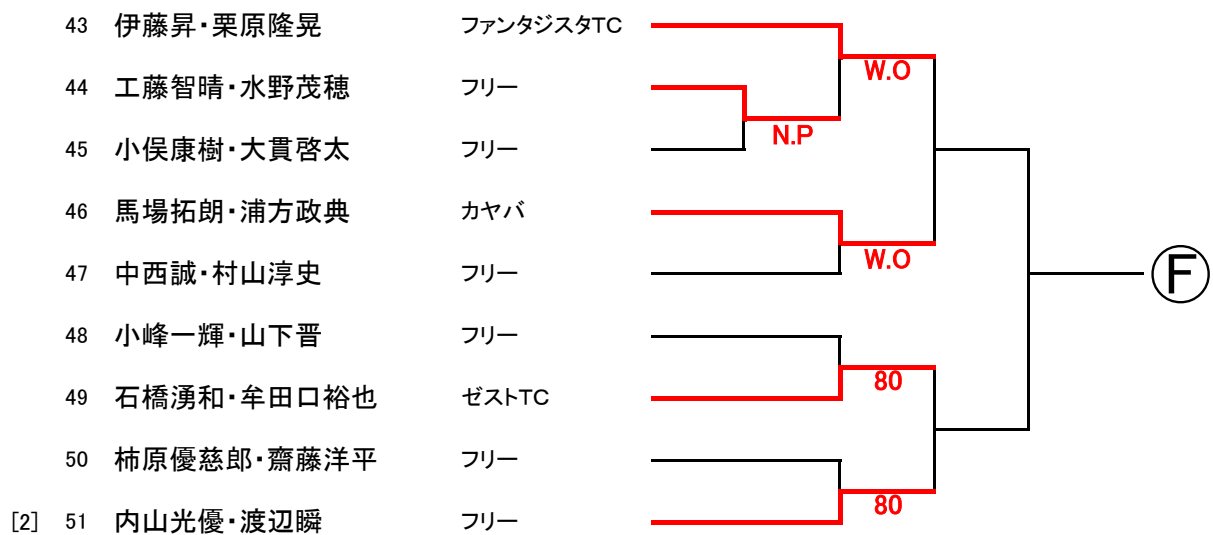 43 伊藤昇・栗原隆晃 ファンタジスタTC
W.O
44 工藤智晴・水野茂穂 フリー
N.P
45 小俣康樹・大貫啓太 フリー
46 馬場拓朗・浦方政典 カヤバ
W.O
47 中西誠・村山淳史 フリー
F
48 小峰一輝・山下晋 フリー
80
49 石橋湧和・牟田口裕也 ゼストTC
50 柿原優慈郎・齋藤洋平 フリー
80
[2] 51 内山光優・渡辺瞬 フリー